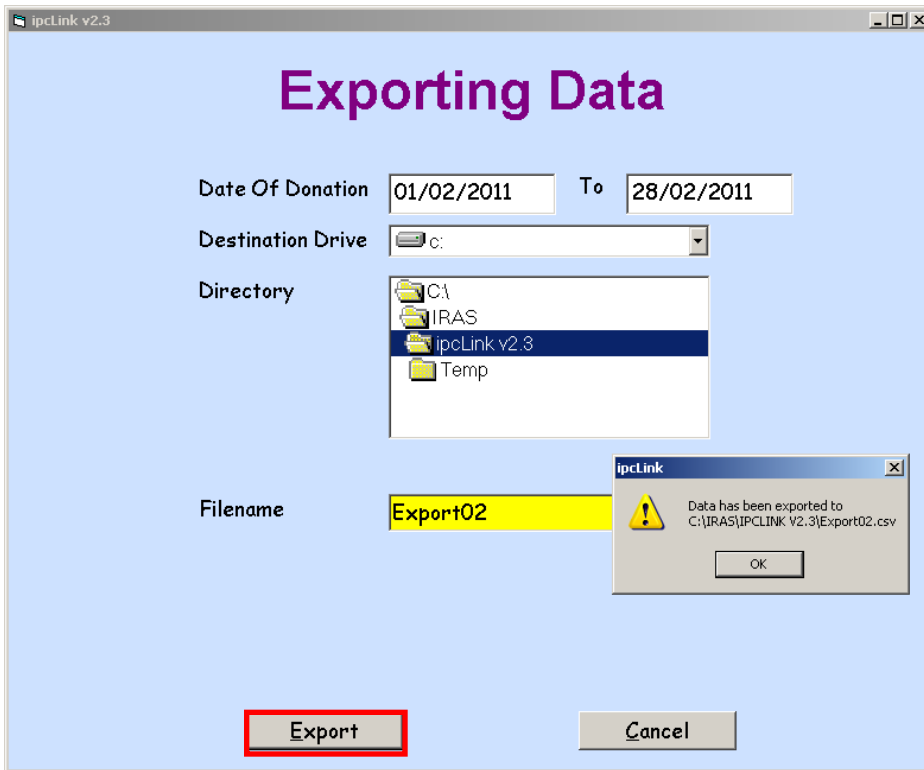 ipcLink v2.3
Exporting Data
Date Of Donation 01/02/2011 To 28/02/2011
Destination Drive c:
Directory C:\
IRAS
ipcLink v2.3
Temp
ipcLink
Data has been exported to
C:\IRAS\IPCLINK V2.3\Export02.csv
OK
Filename Export02
Export Cancel